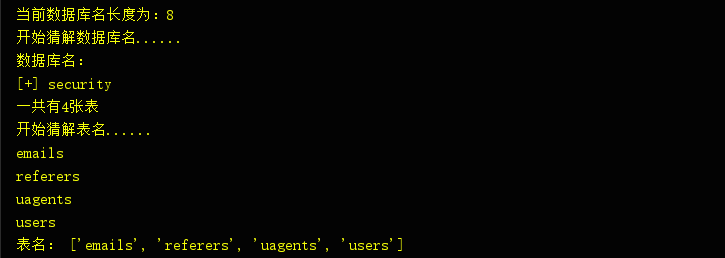 当前数据库名长度为：8
开始猜解数据库名......
数据库名：
[+] security
一共有4张表
开始猜解表名......
emails
referers
uagents
users
表名： ['emails', 'referers', 'uagents', 'users']